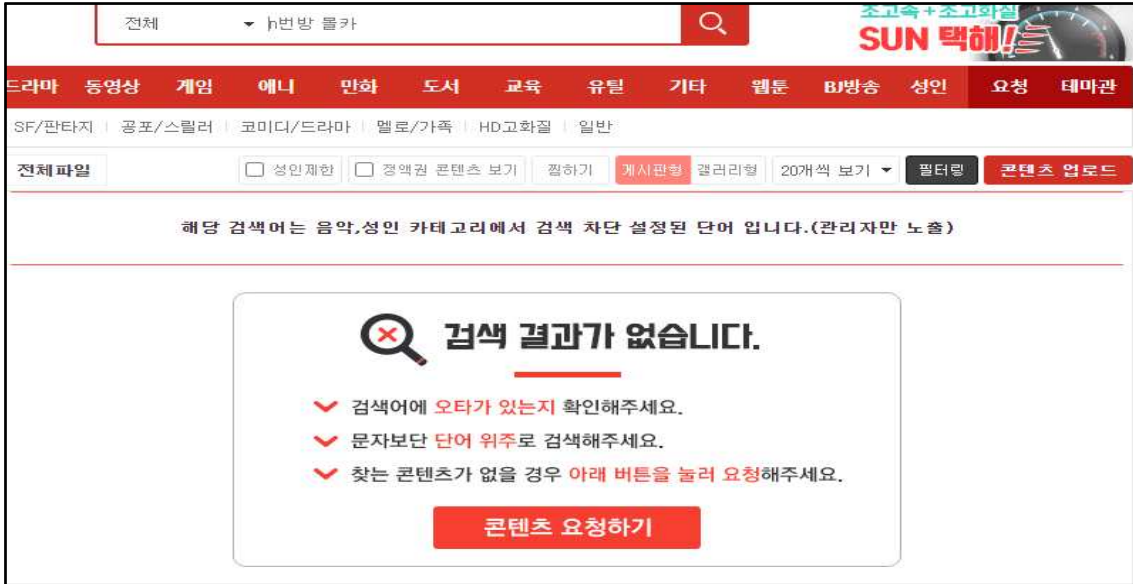 전체 n번방 몰카
초고속+초고화질
SUN 택해!
드라마 동영상 게임 애니 만화 도서 교육 유틸 기타 웹툰 BJ방송 성인 요청 테마관
SF/판타지 공포/스릴러 코미디/드라마 멜로/가족 HD고화질 일반
전체파일 성인제한 정액권 콘텐츠 보기 찜하기 게시판형 갤러리형 20개씩 보기 필터링 콘텐츠 업로드
해당 검색어는 음악,성인 카테고리에서 검색 차단 설정된 단어 입니다.(관리자만 노출)
검색 결과가 없습니다.
검색어에 오타가 있는지 확인해주세요.
문자보단 단어 위주로 검색해주세요.
찾는 콘텐츠가 없을 경우 아래 버튼을 눌러 요청해주세요.
콘텐츠 요청하기